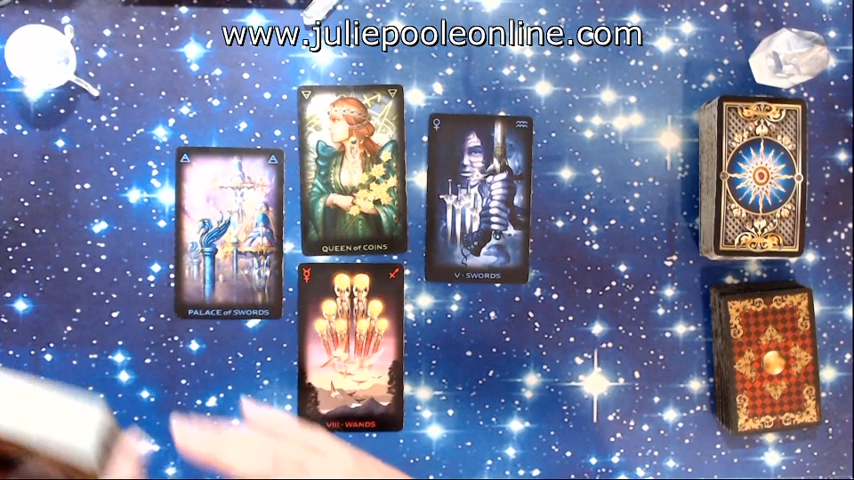 www.juliepooleonline.com
QUEEN of COINS
V · SWORDS
PALACE of SWORDS
VIII · WANDS